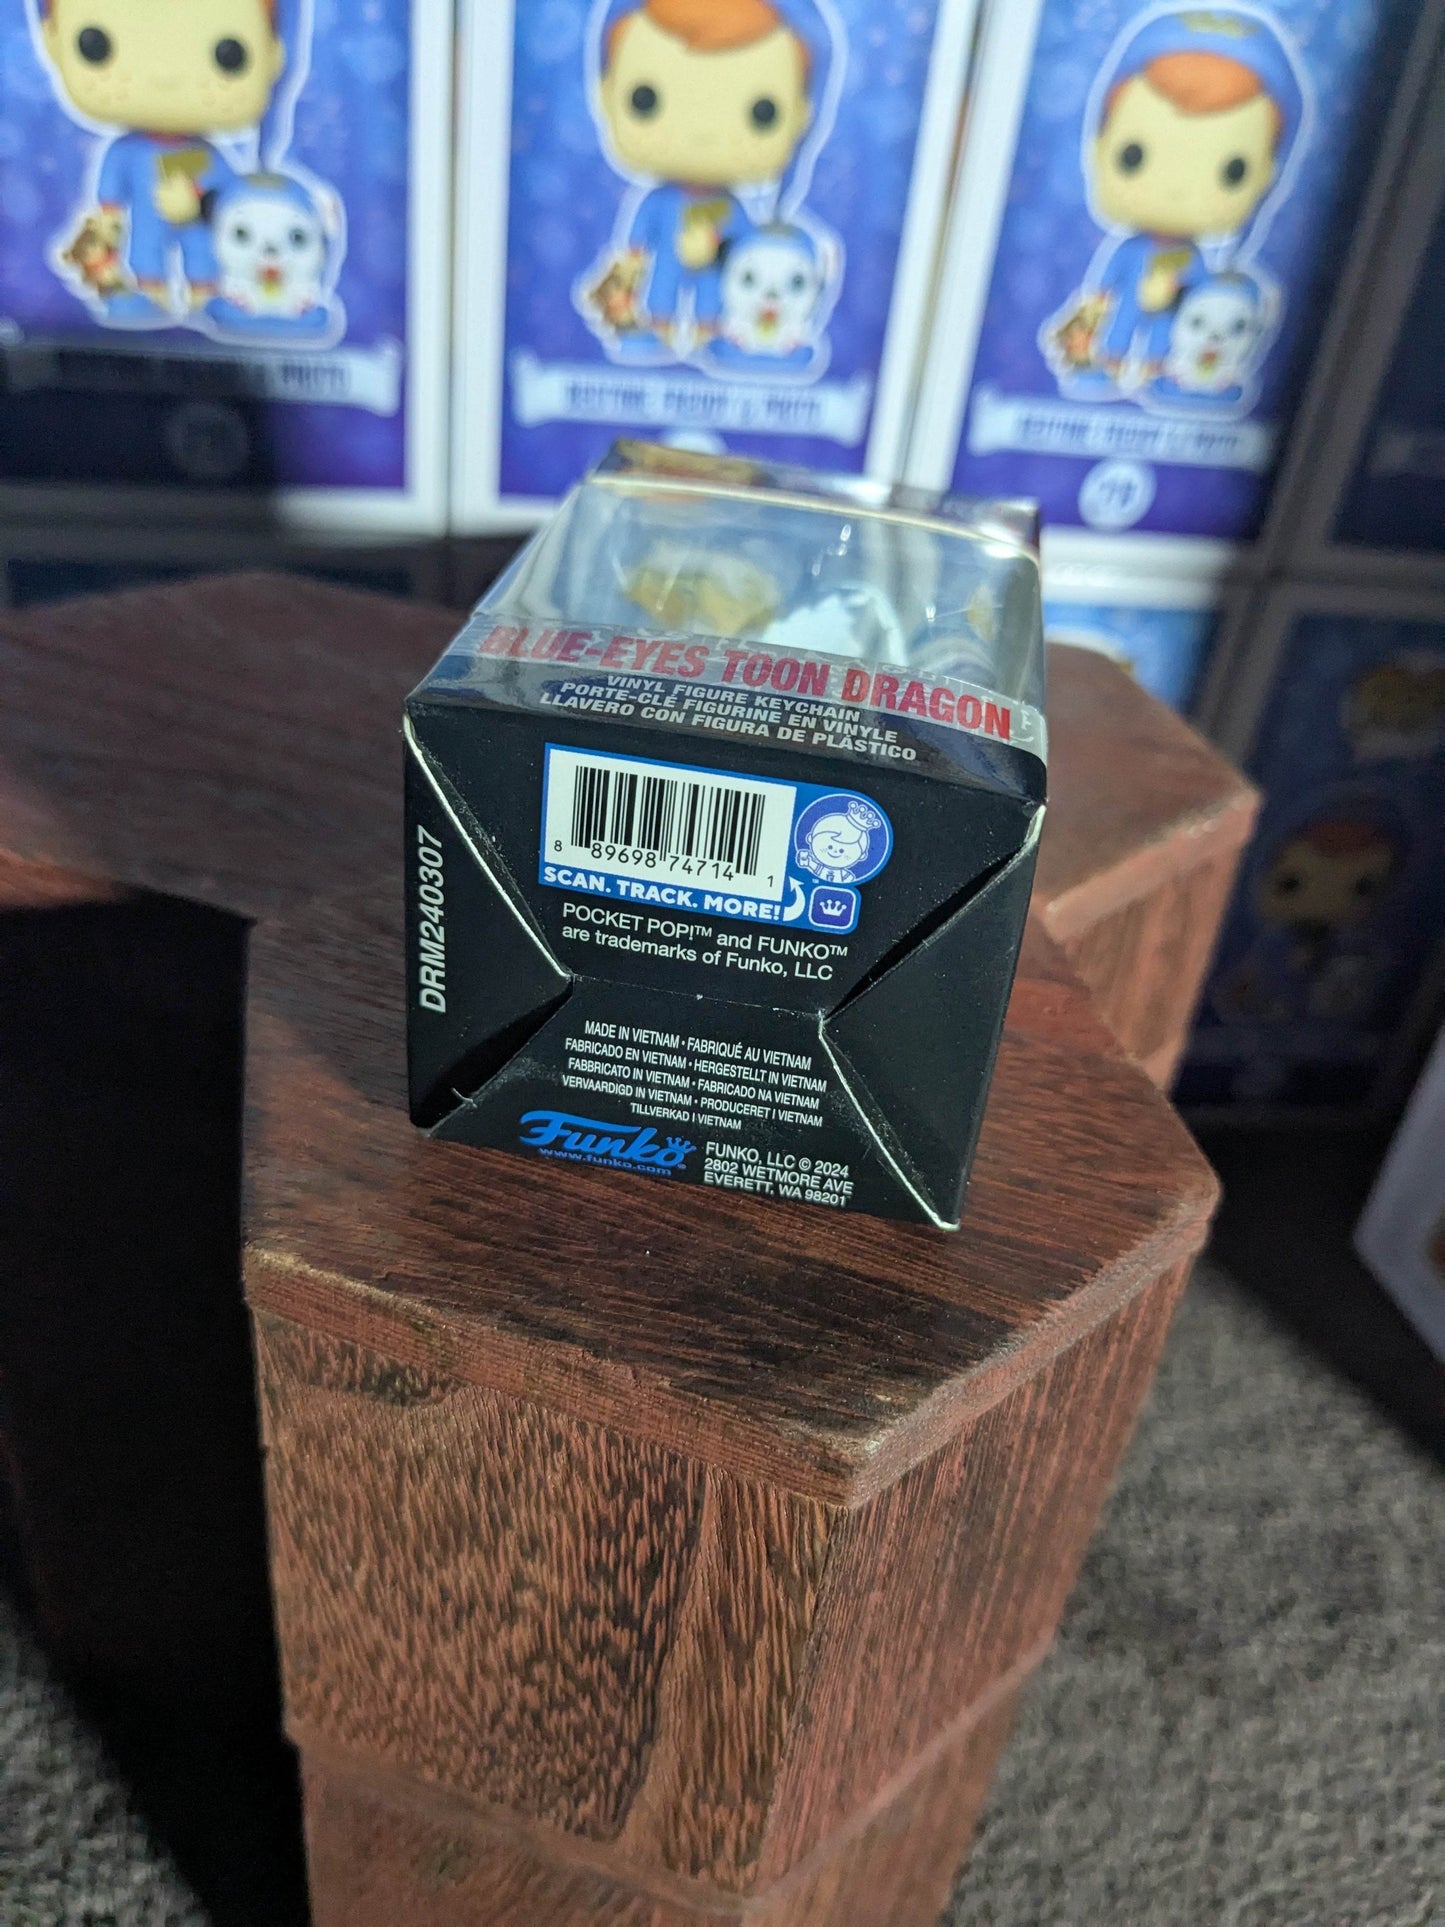 BEDTIME FREDDY & PROTO
BLUE-EYES TOON DRAGON
VINYL FIGURE KEYCHAIN
PORTE-CLÉ FIGURINE EN VINYLE
LLAVERO CON FIGURA DE PLÁSTICO
8 89698 74714 1
SCAN. TRACK. MORE!
DRM240307
POCKET POP!™ and FUNKO™
are trademarks of Funko, LLC
MADE IN VIETNAM • FABRIQUÉ AU VIETNAM
FABRICADO EN VIETNAM • HERGESTELLT IN VIETNAM
FABBRICATO IN VIETNAM • FABRICADO NA VIETNAM
VERVAARDIGD IN VIETNAM • PRODUCERET I VIETNAM
TILLVERKAD I VIETNAM
Funko
www.funko.com
FUNKO, LLC © 2024
2802 WETMORE AVE
EVERETT, WA 98201